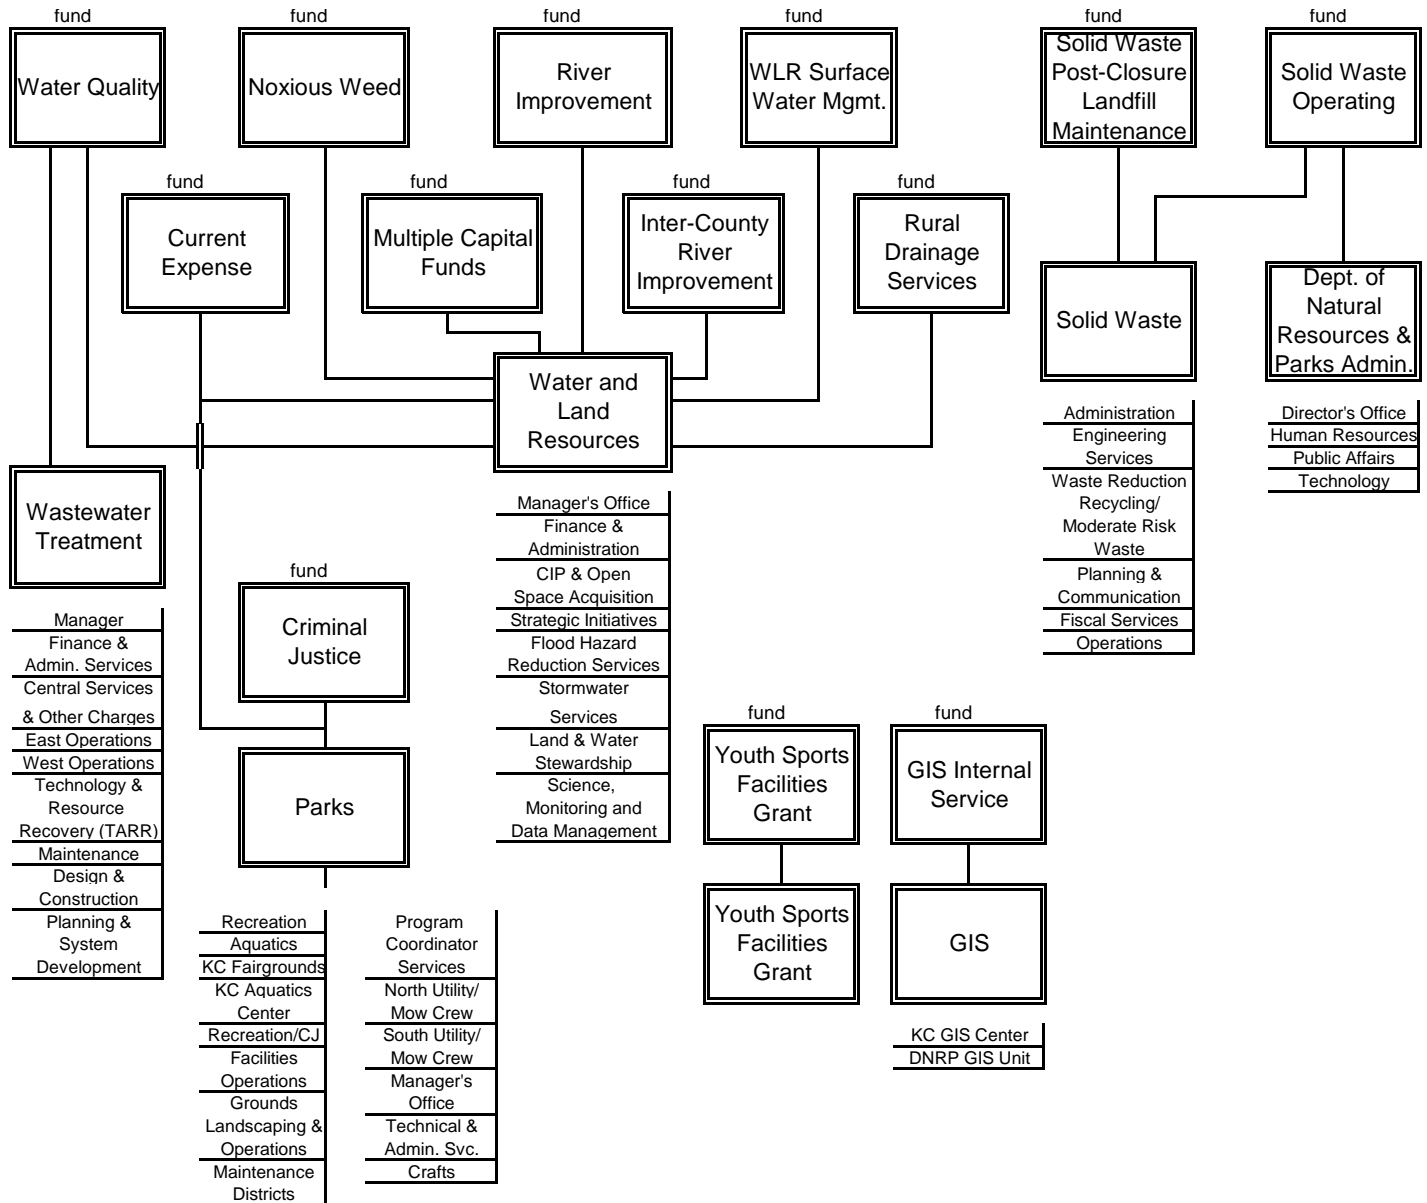 fund
fund
fund
fund
fund
fund
Water Quality
Noxious Weed
River
Improvement
WLR Surface
Water Mgmt.
Solid Waste
Post-Closure
Landfill
Maintenance
Solid Waste
Operating
fund
fund
fund
fund
Current
Expense
Multiple Capital
Funds
Inter-County
River
Improvement
Rural
Drainage
Services
Solid Waste
Dept. of
Natural
Resources &
Parks Admin.
Water and
Land
Resources
Wastewater
Treatment
Administration
Engineering
Services
Waste Reduction
Recycling/
Moderate Risk
Waste
Planning &
Communication
Fiscal Services
Operations
Director's Office
Human Resources
Public Affairs
Technology
Manager
Finance &
Admin. Services
Central Services
& Other Charges
East Operations
West Operations
Technology &
Resource
Recovery (TARR)
Maintenance
Design &
Construction
Planning &
System
Development
fund
Criminal
Justice
Parks
Manager's Office
Finance &
Administration
CIP & Open
Space Acquisition
Strategic Initiatives
Flood Hazard
Reduction Services
Stormwater
Services
Land & Water
Stewardship
Science,
Monitoring and
Data Management
fund
Youth Sports
Facilities
Grant
fund
GIS Internal
Service
Youth Sports
Facilities
Grant
GIS
KC GIS Center
DNRP GIS Unit
Recreation
Aquatics
KC Fairgrounds
KC Aquatics
Center
Recreation/CJ
Facilities
Operations
Grounds
Landscaping &
Operations
Maintenance
Districts
Program
Coordinator
Services
North Utility/
Mow Crew
South Utility/
Mow Crew
Manager's
Office
Technical &
Admin. Svc.
Crafts